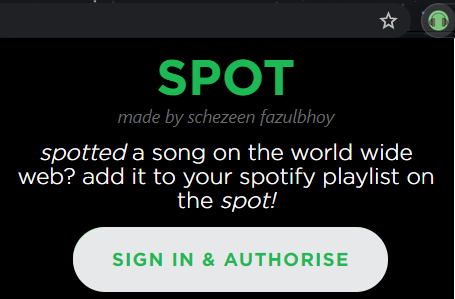 SPOT
made by schezeen fazulbhoy
spotted a song on the world wide
web? add it to your spotify playlist on
the spot!
SIGN IN & AUTHORISE